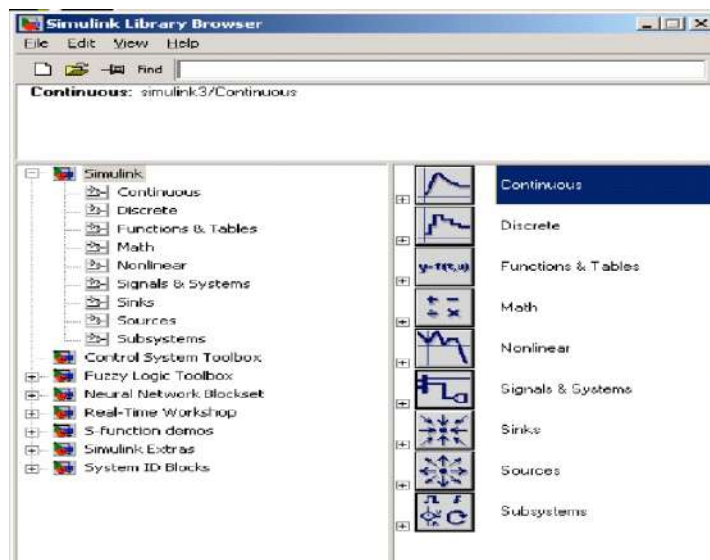 Simulink Library Browser
File Edit View Help
Find
Continuous: simulink3/Continuous
Simulink
Continuous
Discrete
Functions & Tables
Math
Nonlinear
Signals & Systems
Sinks
Sources
Subsystems
Control System Toolbox
Fuzzy Logic Toolbox
Neural Network Blockset
Real-Time Workshop
S-function demos
Simulink Extras
System ID Blocks
Continuous
Discrete
y=f(t,u)
Functions & Tables
Math
Nonlinear
Signals & Systems
Sinks
Sources
Subsystems